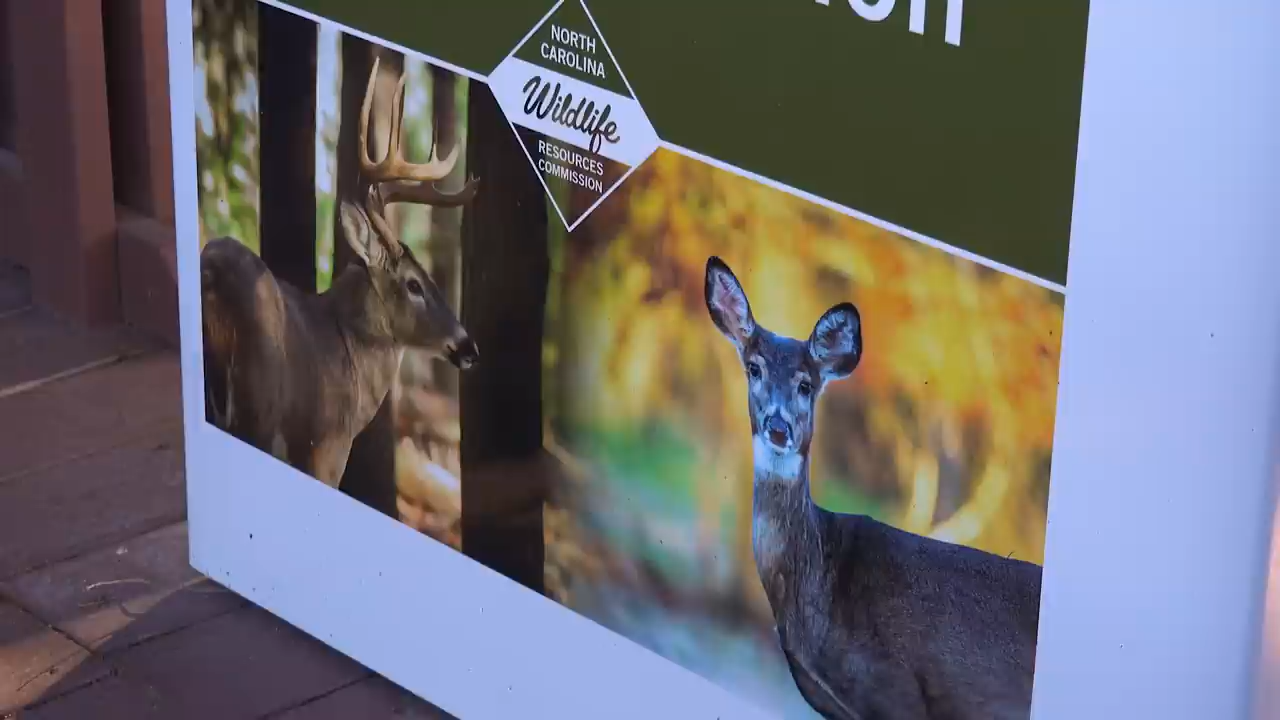 NORTH
CAROLINA
Wildlife
RESOURCES
COMMISSION